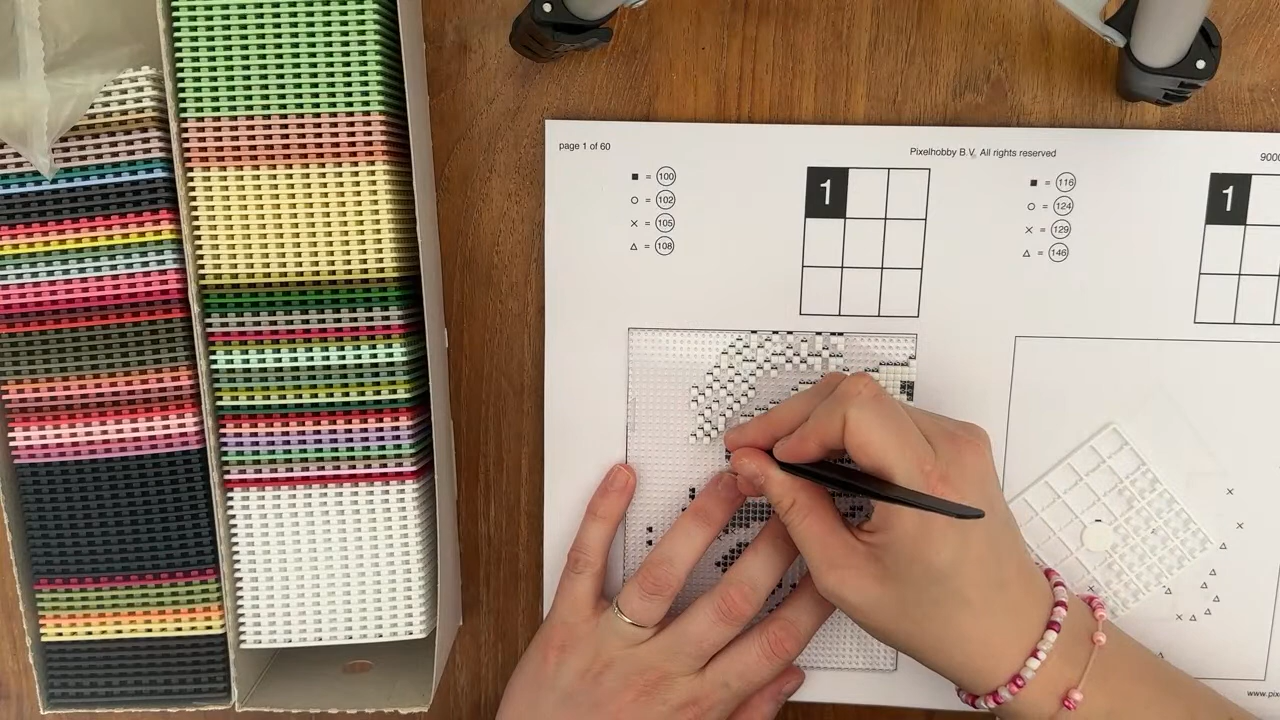 page 1 of 60
Pixelhobby B.V. All rights reserved
9000
■ = 100
○ = 102
× = 105
△ = 108
1
■ = 116
○ = 124
× = 129
△ = 146
1
www.pix